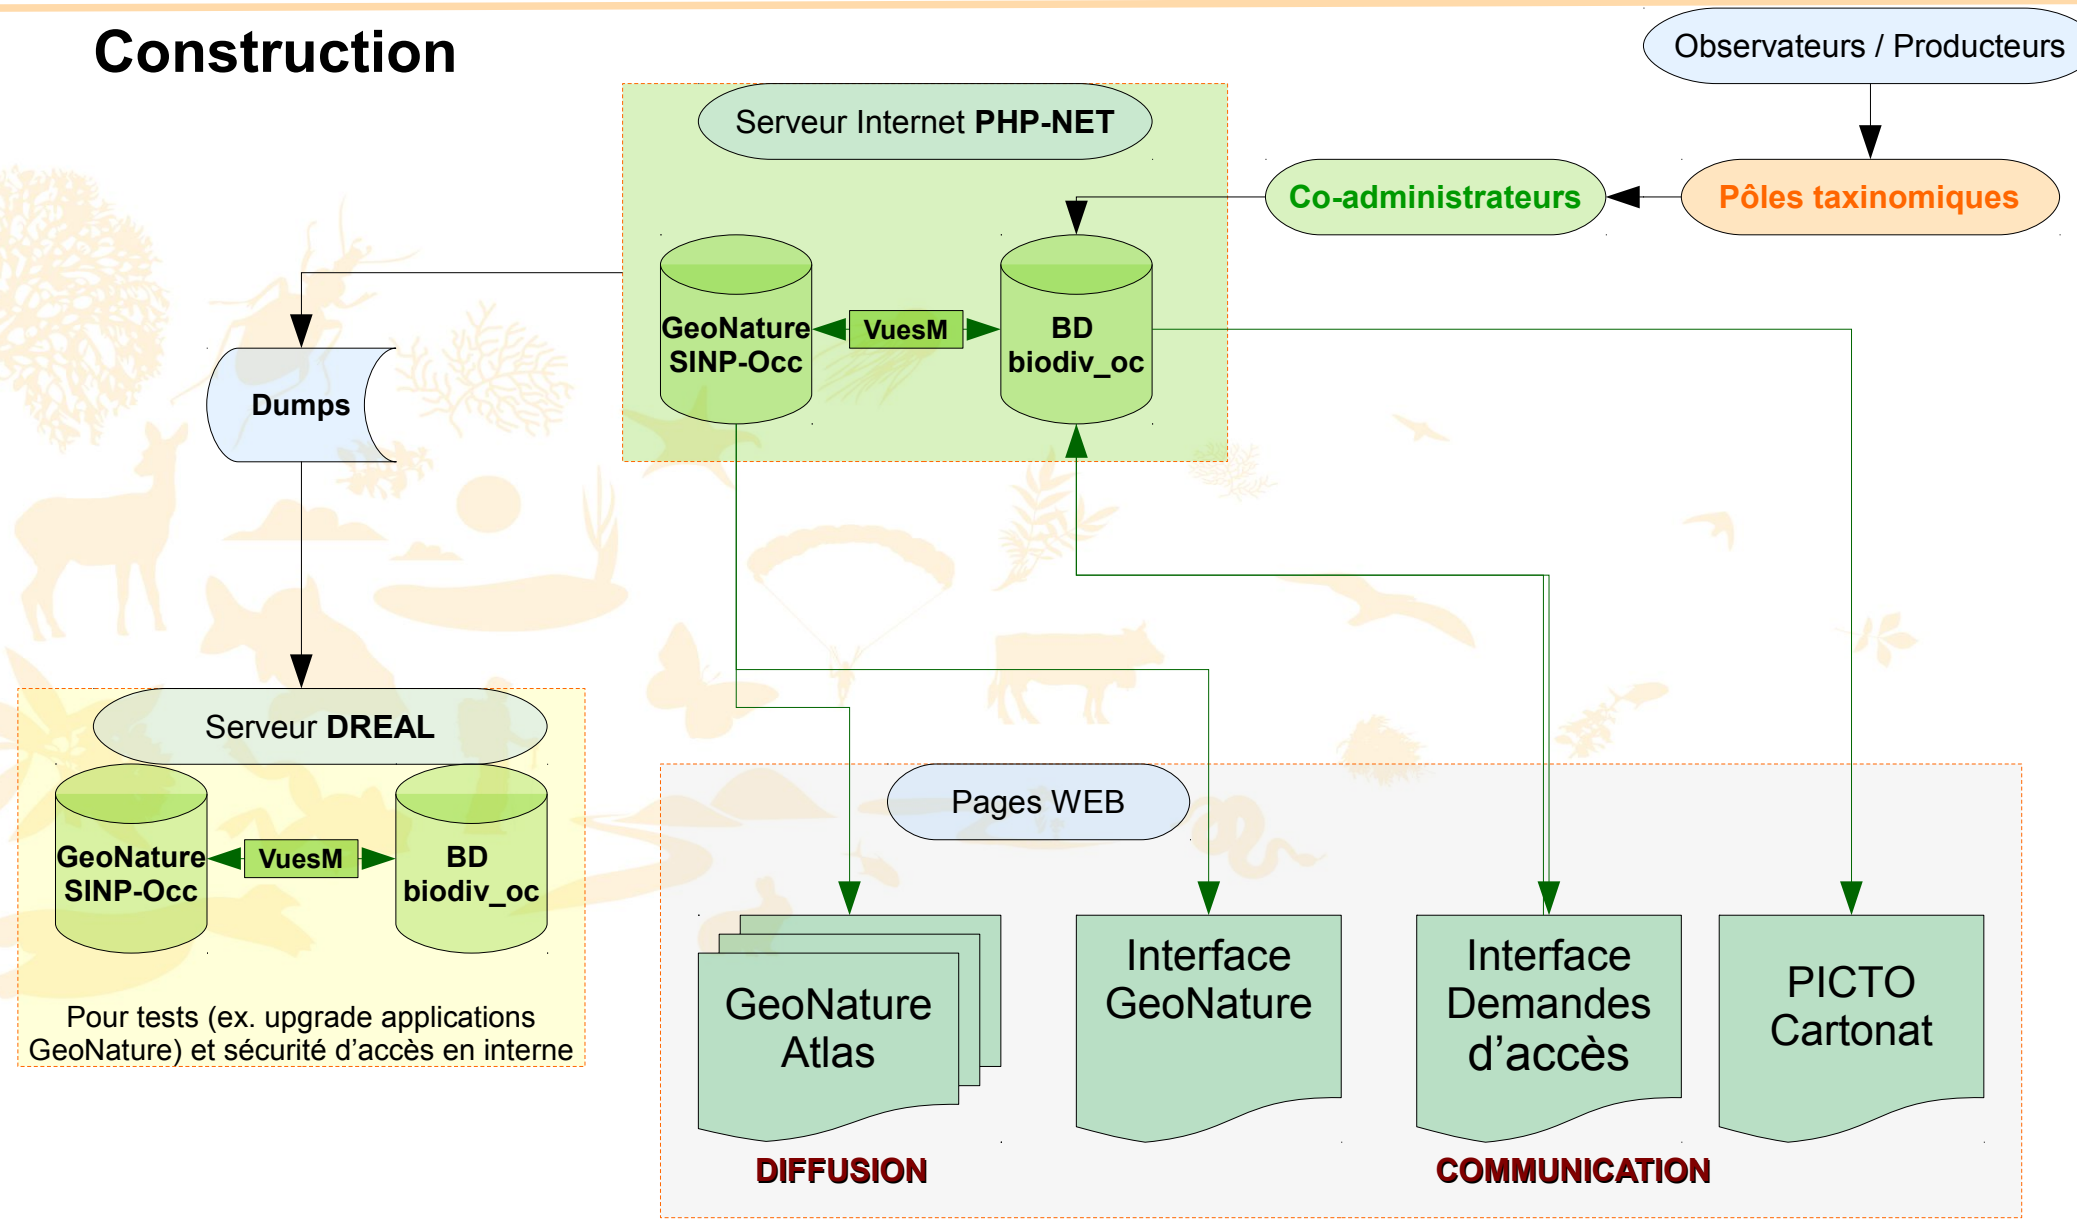 Construction
Observateurs / Producteurs
Serveur Internet PHP-NET
Co-administrateurs
Pôles taxinomiques
GeoNature
SINP-Occ
VuesM
BD
biodiv_oc
Dumps
Serveur DREAL
GeoNature
SINP-Occ
VuesM
BD
biodiv_oc
Pour tests (ex. upgrade applications
GeoNature) et sécurité d’accès en interne
Pages WEB
GeoNature
Atlas
Interface
GeoNature
Interface
Demandes
d’accès
PICTO
Cartonat
DIFFUSION
COMMUNICATION